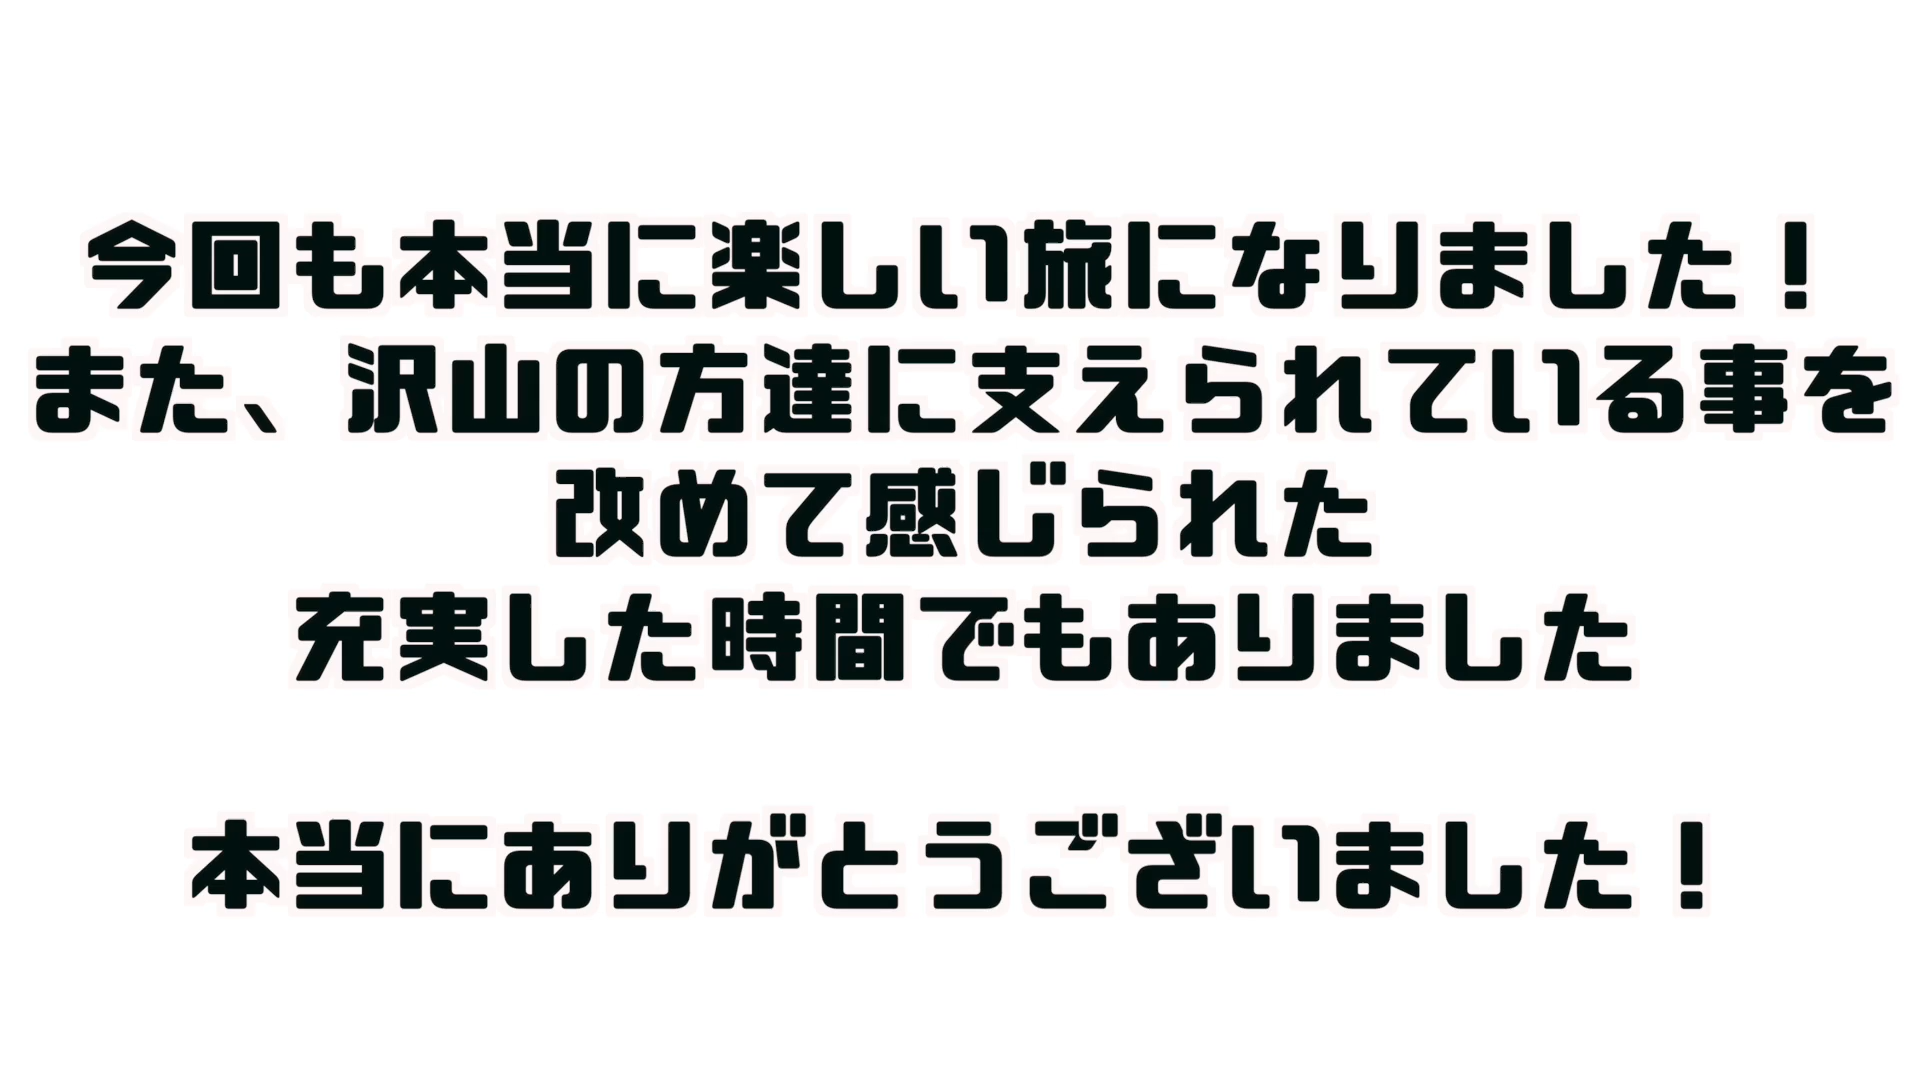 今回も本当に楽しい旅になりました！
また、沢山の方達に支えられている事を
改めて感じられた
充実した時間でもありました
本当にありがとうございました！